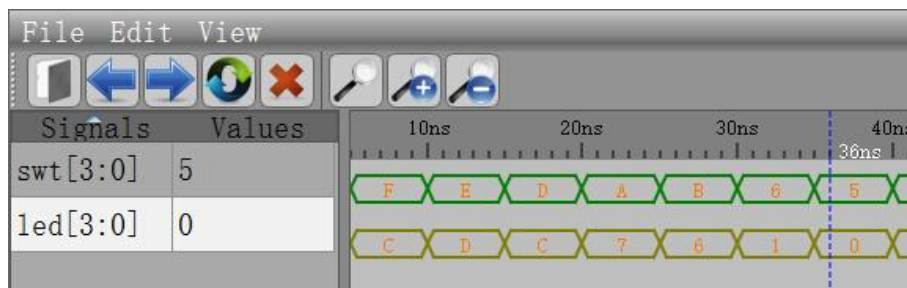 File Edit View
Signals Values 10ns 20ns 30ns 40ns
36ns
swt[3:0] 5 F E D A B 6 5
led[3:0] 0 C D C 7 6 1 0